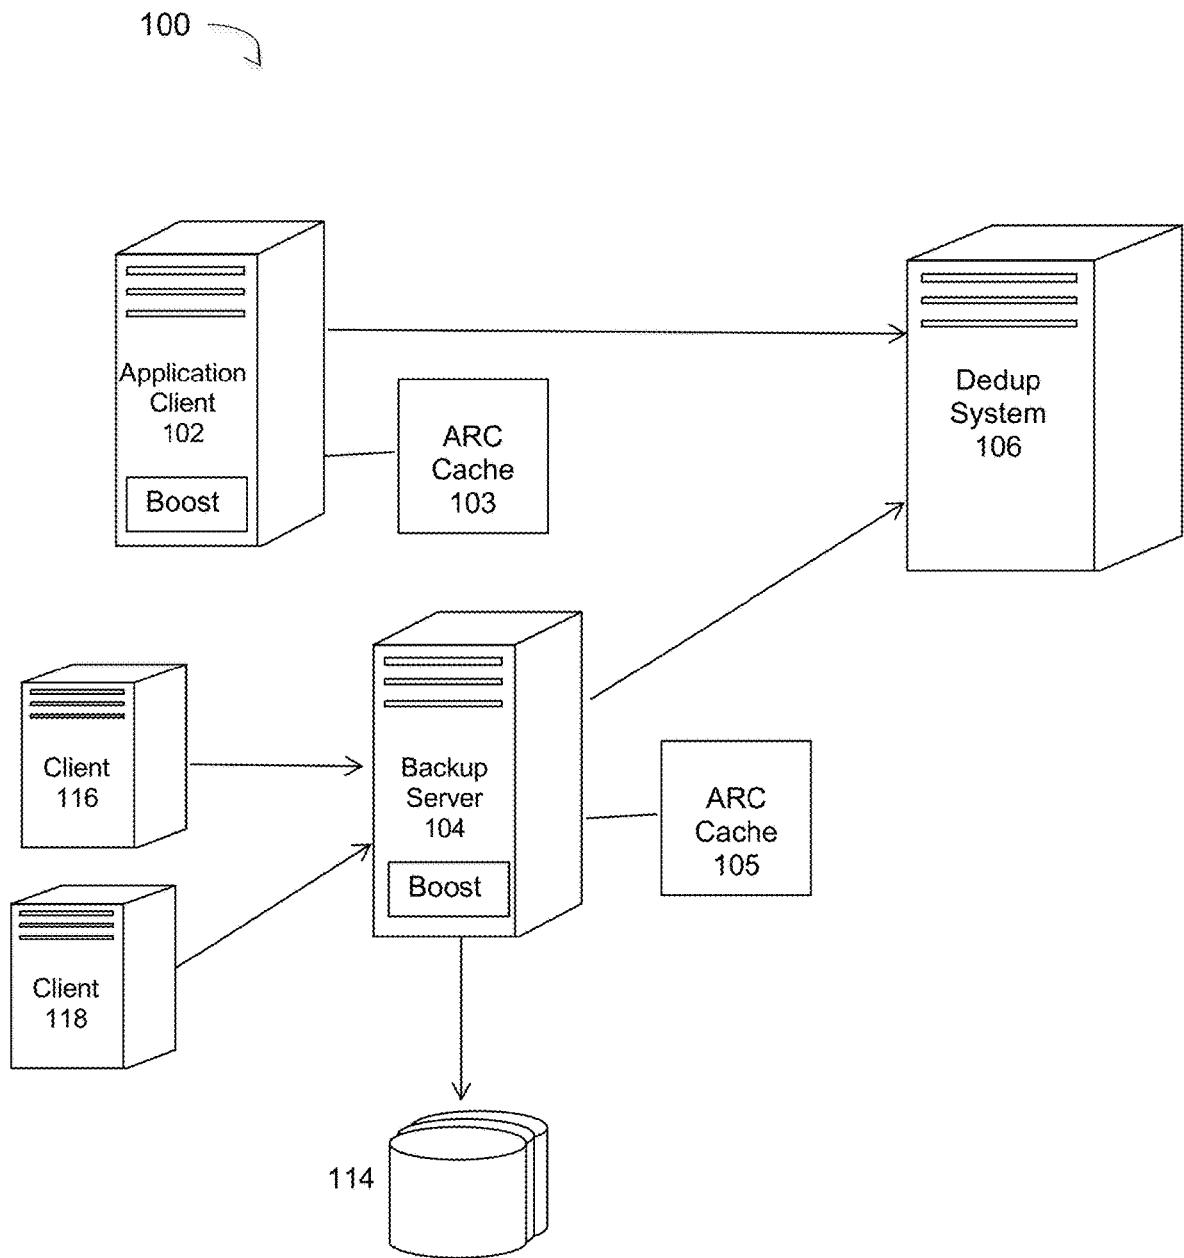 100
Application
Client
102
Boost
ARC
Cache
103
Dedup
System
106
Client
116
Backup
Server
104
Boost
ARC
Cache
105
Client
118
114